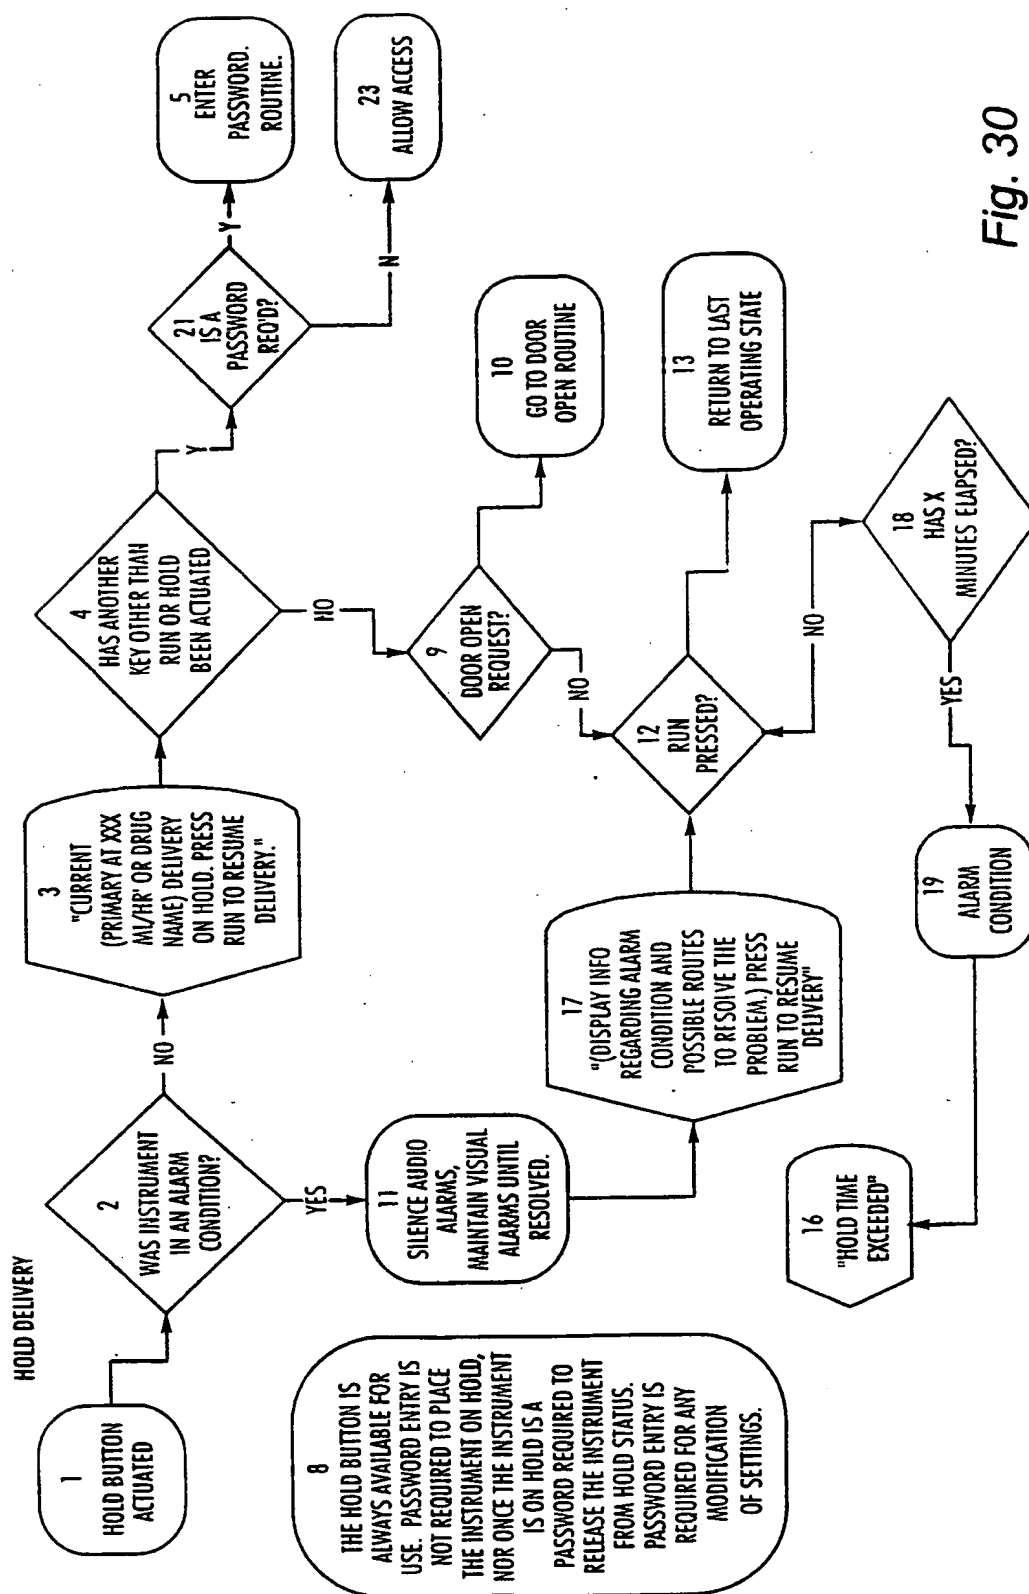 HOLD DELIVERY
1
HOLD BUTTON
ACTUATED
2
WAS INSTRUMENT
IN AN ALARM
CONDITION?
NO
YES
3
"CURRENT
(PRIMARY AT XXX
ML/HR' OR DRUG
NAME) DELIVERY
ON HOLD. PRESS
RUN TO RESUME
DELIVERY."
4
HAS ANOTHER
KEY OTHER THAN
RUN OR HOLD
BEEN ACTUATED
Y
NO
21
IS A
PASSWORD
REQ'D?
Y
N
5
ENTER
PASSWORD.
ROUTINE.
23
ALLOW ACCESS
9
DOOR OPEN
REQUEST?
NO
10
GO TO DOOR
OPEN ROUTINE
11
SILENCE AUDIO
ALARMS,
MAINTAIN VISUAL
ALARMS UNTIL
RESOLVED.
17
"(DISPLAY INFO
REGARDING ALARM
CONDITION AND
POSSIBLE ROUTES
TO RESOLVE THE
PROBLEM.) PRESS
RUN TO RESUME
DELIVERY"
12
RUN
PRESSED?
NO
13
RETURN TO LAST
OPERATING STATE
18
HAS X
MINUTES ELAPSED?
YES
19
ALARM
CONDITION
16
"HOLD TIME
EXCEEDED"
8
THE HOLD BUTTON IS
ALWAYS AVAILABLE FOR
USE. PASSWORD ENTRY IS
NOT REQUIRED TO PLACE
THE INSTRUMENT ON HOLD,
NOR ONCE THE INSTRUMENT
IS ON HOLD IS A
PASSWORD REQUIRED TO
RELEASE THE INSTRUMENT
FROM HOLD STATUS.
PASSWORD ENTRY IS
REQUIRED FOR ANY
MODIFICATION
OF SETTINGS.
Fig. 30